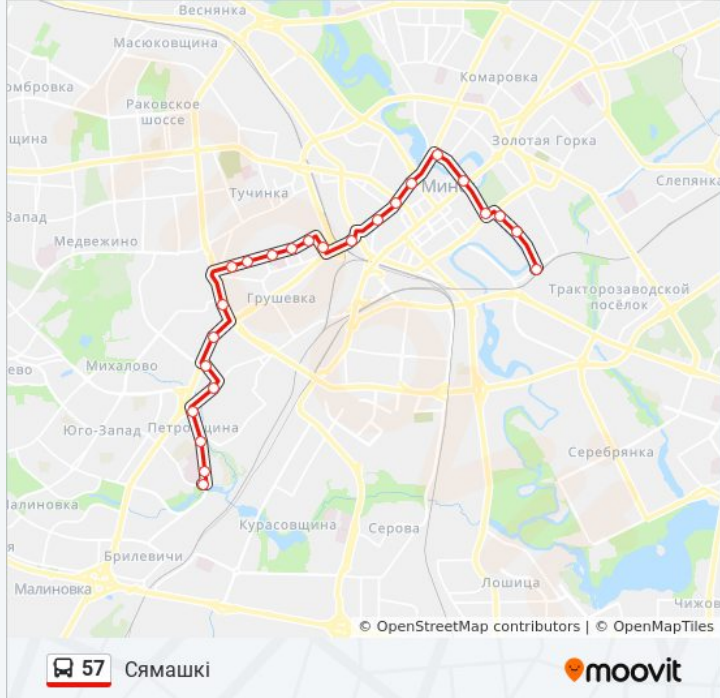 Веснянка
Масюковщина
омбровка
Комаровка
Раковское
шоссе
щина
Золотая Горка
Слепянка
Тучинка
Мин
Запад
Медвежино
Тракторозаводской
посёлок
Грушевка
Михалово
ево
Юго-Запад
Петровщина
Серебрянка
Малиновка
Курасовщина
Серова
я
Брилевичи
Малиновка
Лошица
Чижов
© OpenStreetMap contributors | © OpenMapTiles
57 Сямашкі
moovit